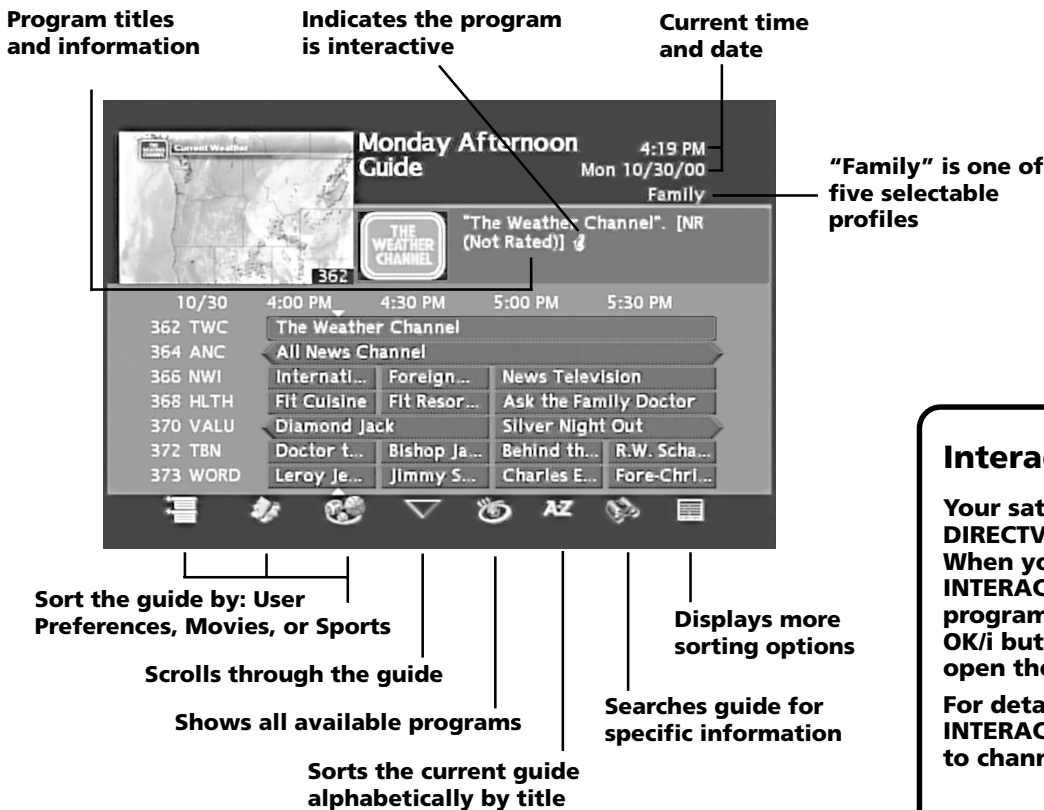 Program titles
and information
Indicates the program
is interactive
Current time
and date
Current Weather
Monday Afternoon
Guide
4:19 PM
Mon 10/30/00
Family
"Family" is one of
five selectable
profiles
THE
WEATHER
CHANNEL
"The Weather Channel". [NR
(Not Rated)] i
362
10/30 4:00 PM 4:30 PM 5:00 PM 5:30 PM
362 TWC The Weather Channel
364 ANC All News Channel
366 NWI Internati... Foreign... News Television
368 HLTH Fit Cuisine Fit Resor... Ask the Family Doctor
370 VALU Diamond Jack Silver Night Out
372 TBN Doctor t... Bishop Ja... Behind th... R.W. Scha...
373 WORD Leroy Je... Jimmy S... Charles E... Fore-Chri...
A-Z
Sort the guide by: User
Preferences, Movies, or Sports
Scrolls through the guide
Shows all available programs
Sorts the current guide
alphabetically by title
Searches guide for
specific information
Displays more
sorting options
Interac
Your sat
DIRECTV
When yo
INTERAC
program
OK/i but
open the
For deta
INTERAC
to chann